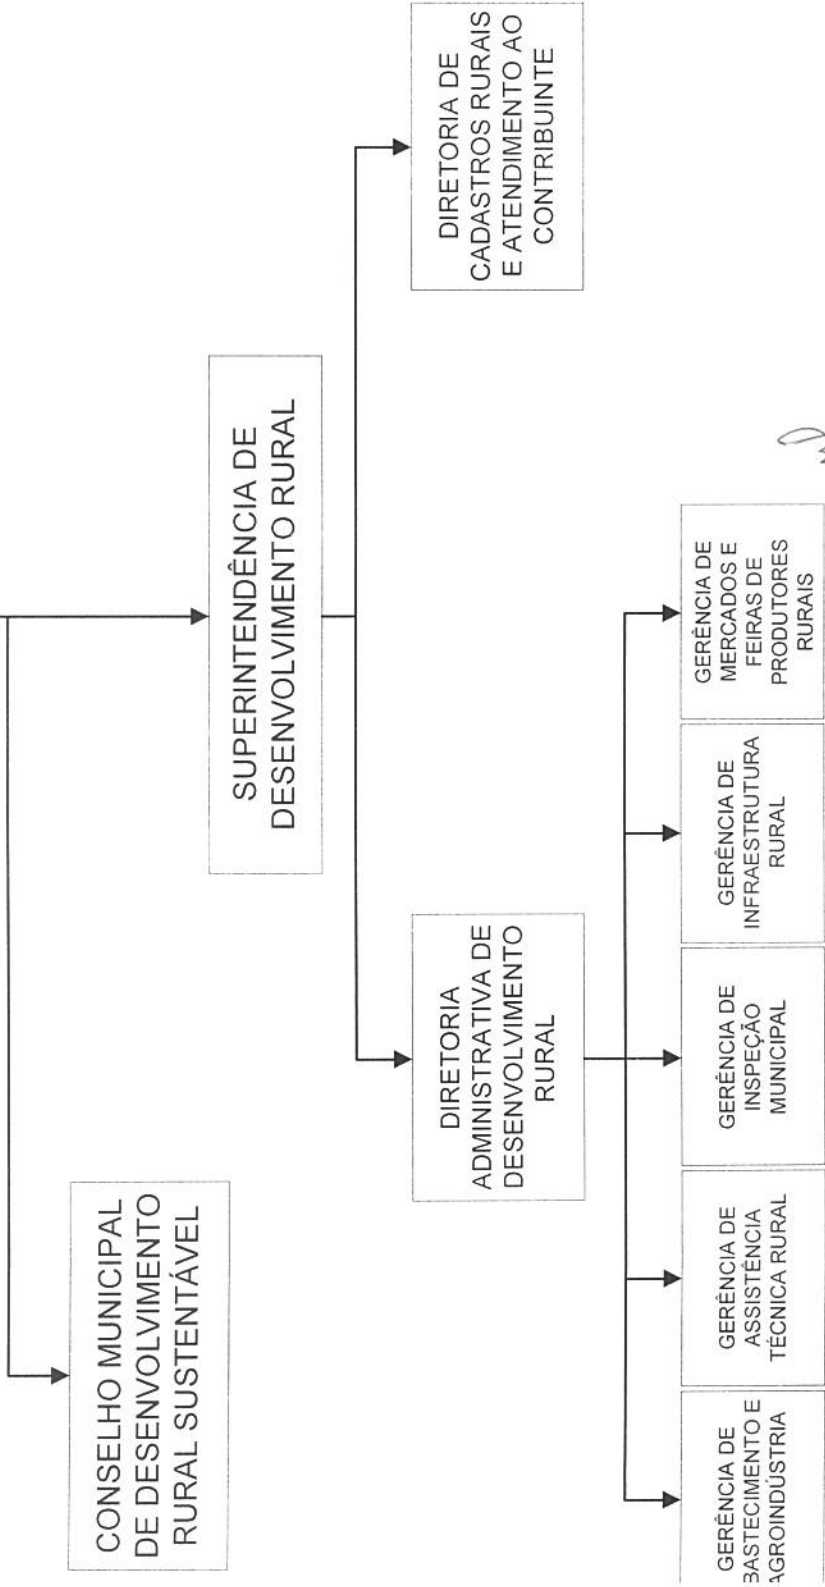 CONSELHO MUNICIPAL
DE DESENVOLVIMENTO
RURAL SUSTENTÁVEL
SUPERINTENDÊNCIA DE
DESENVOLVIMENTO RURAL
DIRETORIA
ADMINISTRATIVA DE
DESENVOLVIMENTO
RURAL
DIRETORIA DE
CADASTROS RURAIS
E ATENDIMENTO AO
CONTRIBUINTE
GERÊNCIA DE
BASTECIMENTO E
AGROINDÚSTRIA
GERÊNCIA DE
ASSISTÊNCIA
TÉCNICA RURAL
GERÊNCIA DE
INSPEÇÃO
MUNICIPAL
GERÊNCIA DE
INFRAESTRUTURA
RURAL
GERÊNCIA DE
MERCADOS E
FEIRAS DE
PRODUTORES
RURAIS